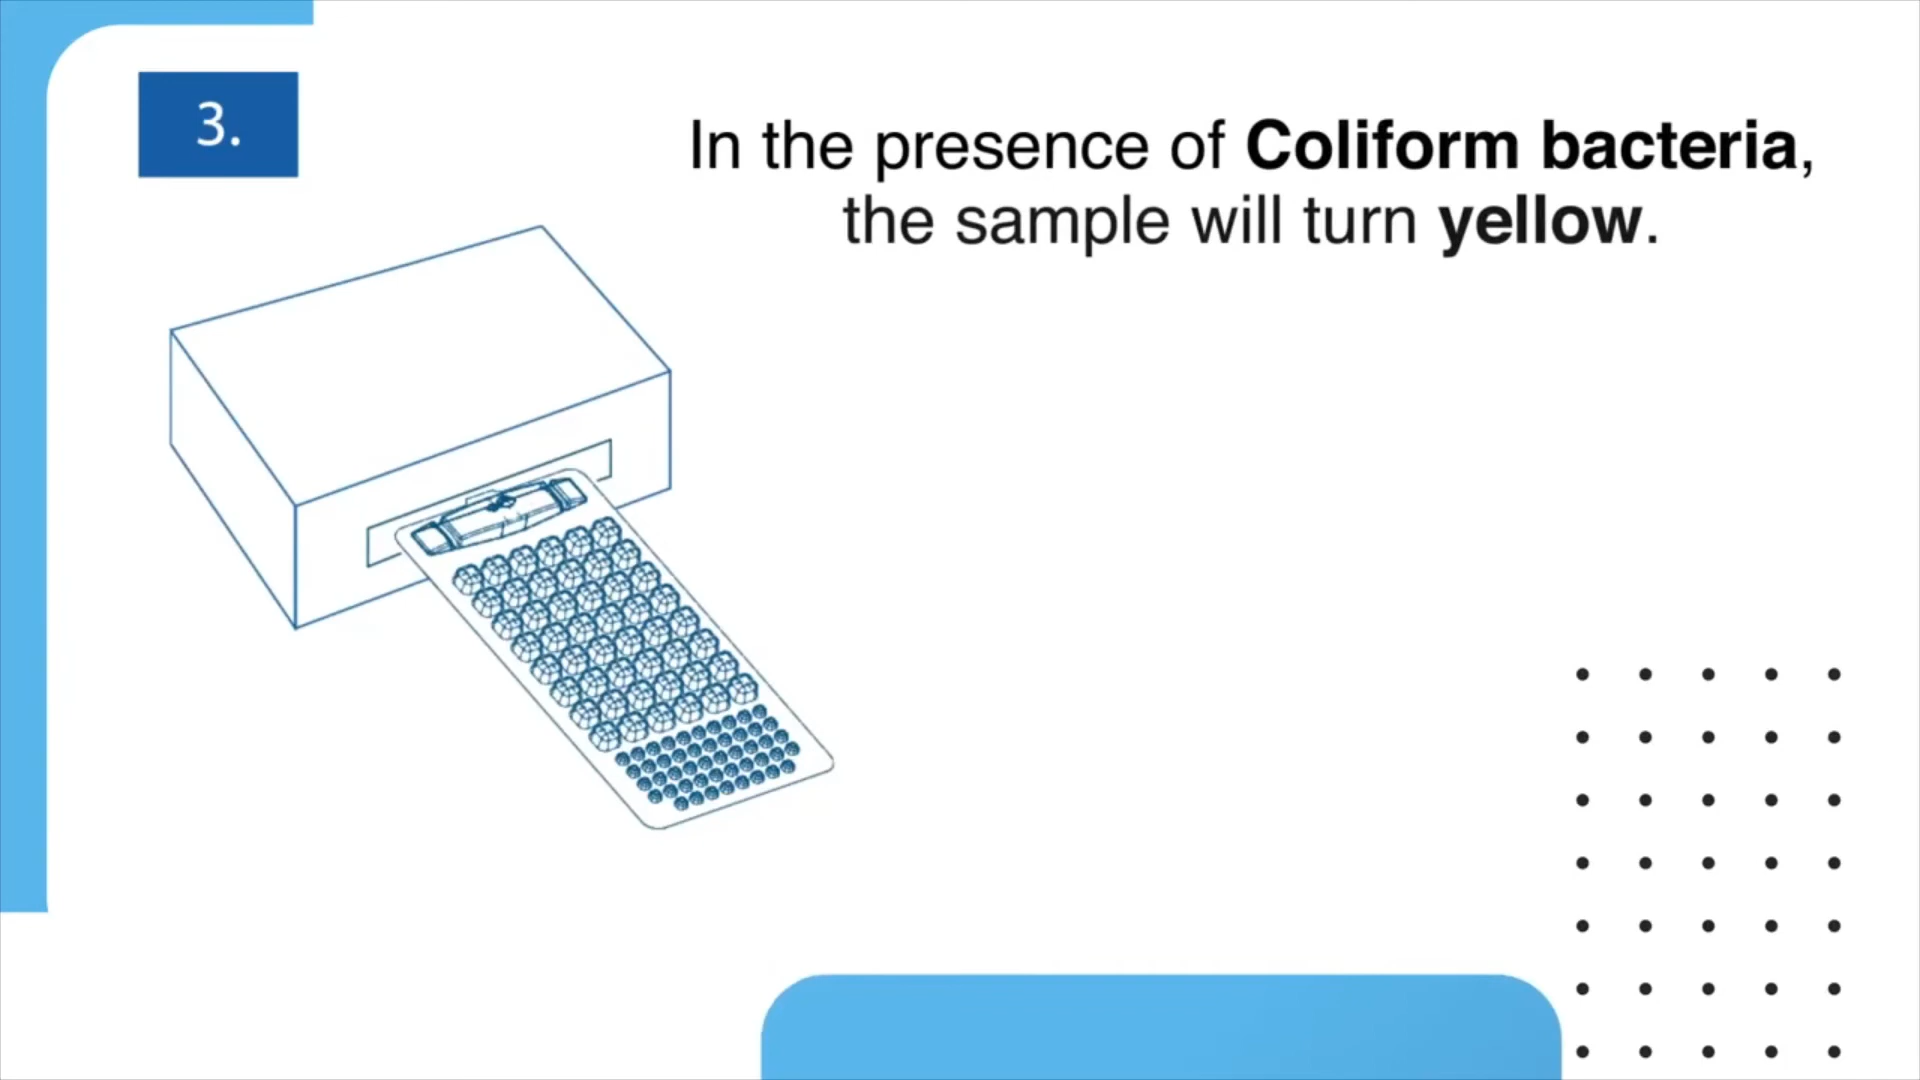 3.
In the presence of Coliform bacteria,
the sample will turn yellow.